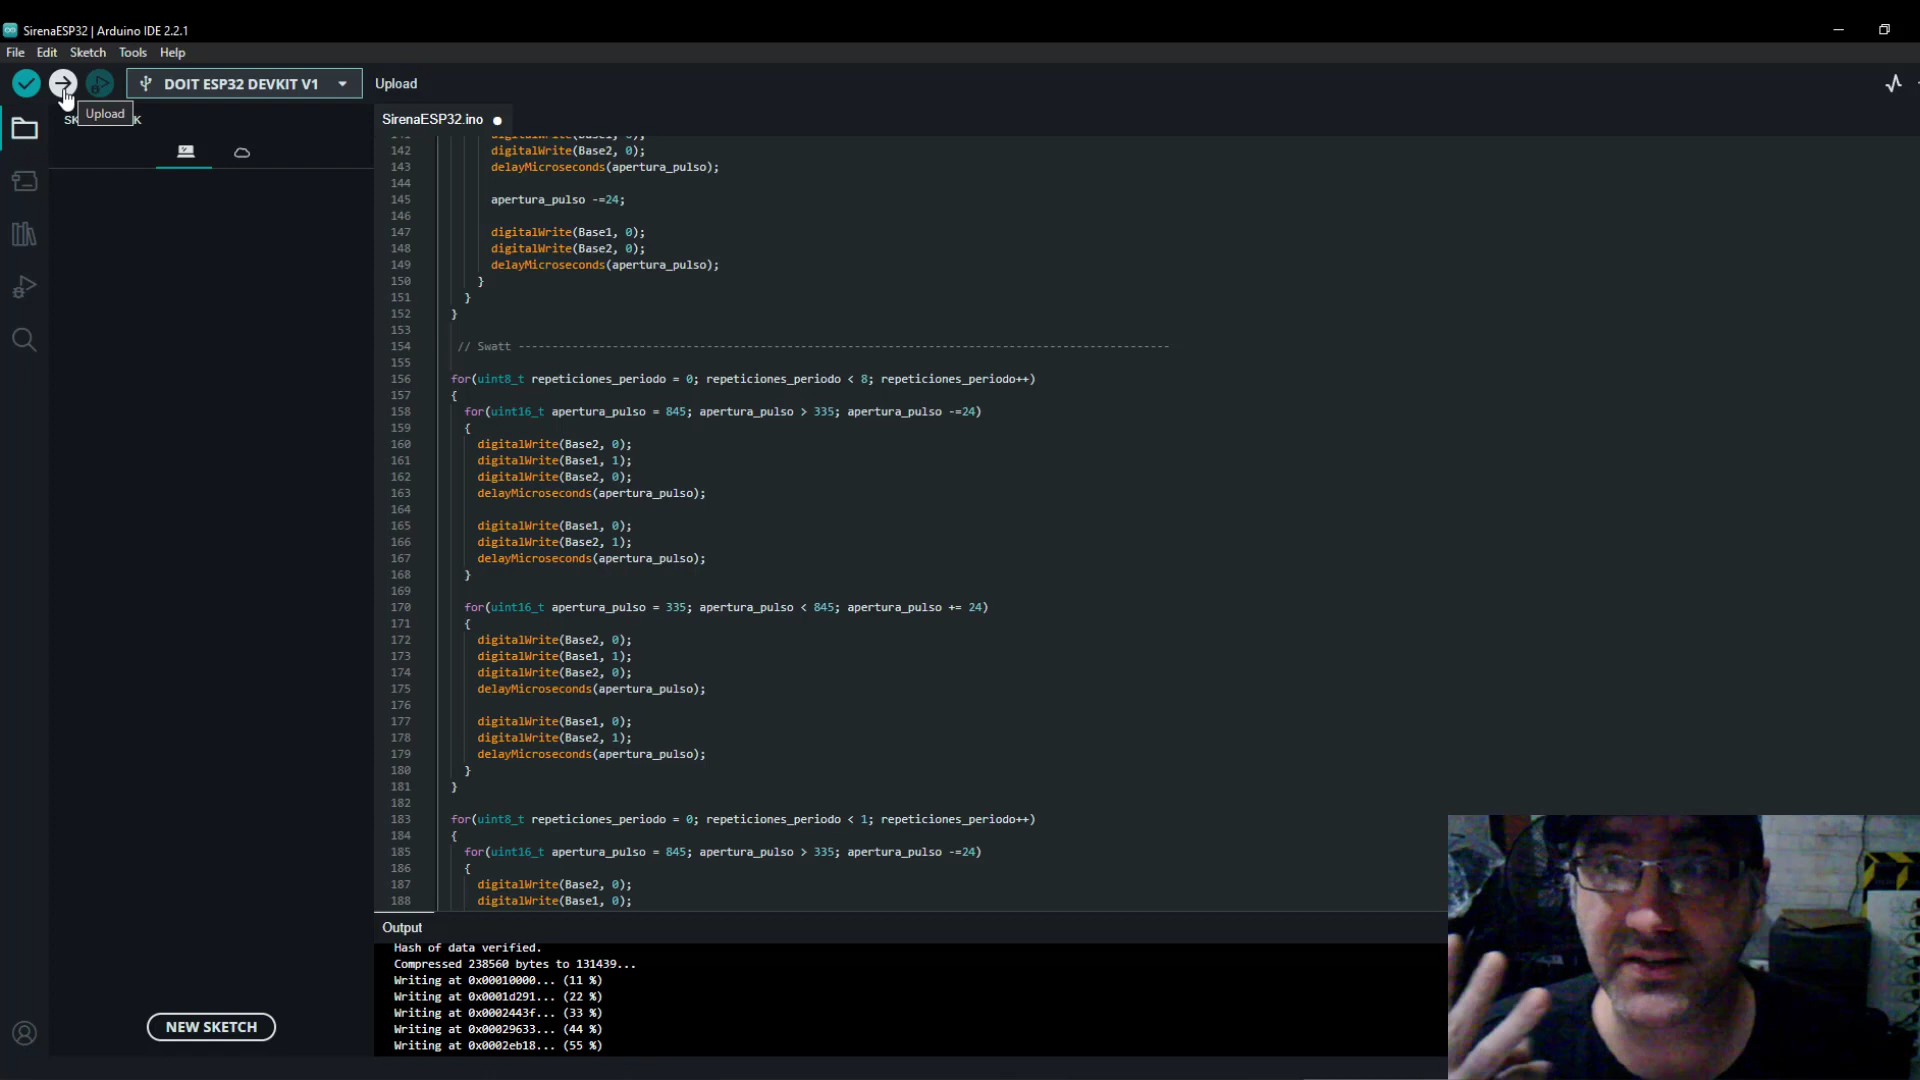 SirenaESP32 | Arduino IDE 2.2.1
File Edit Sketch Tools Help
DOIT ESP32 DEVKIT V1
Upload
Upload
SK K
SirenaESP32.ino
141 digitalWrite(Base1, 0);
142 digitalWrite(Base2, 0);
143 delayMicroseconds(apertura_pulso);
144
145 apertura_pulso -=24;
146
147 digitalWrite(Base1, 0);
148 digitalWrite(Base2, 0);
149 delayMicroseconds(apertura_pulso);
150 }
151 }
152 }
153
154 // Swatt -------------------------------------------------------------------------------------------------
155
156 for(uint8_t repeticiones_periodo = 0; repeticiones_periodo < 8; repeticiones_periodo++)
157 {
158 for(uint16_t apertura_pulso = 845; apertura_pulso > 335; apertura_pulso -=24)
159 {
160 digitalWrite(Base2, 0);
161 digitalWrite(Base1, 1);
162 digitalWrite(Base2, 0);
163 delayMicroseconds(apertura_pulso);
164
165 digitalWrite(Base1, 0);
166 digitalWrite(Base2, 1);
167 delayMicroseconds(apertura_pulso);
168 }
169
170 for(uint16_t apertura_pulso = 335; apertura_pulso < 845; apertura_pulso += 24)
171 {
172 digitalWrite(Base2, 0);
173 digitalWrite(Base1, 1);
174 digitalWrite(Base2, 0);
175 delayMicroseconds(apertura_pulso);
176
177 digitalWrite(Base1, 0);
178 digitalWrite(Base2, 1);
179 delayMicroseconds(apertura_pulso);
180 }
181 }
182
183 for(uint8_t repeticiones_periodo = 0; repeticiones_periodo < 1; repeticiones_periodo++)
184 {
185 for(uint16_t apertura_pulso = 845; apertura_pulso > 335; apertura_pulso -=24)
186 {
187 digitalWrite(Base2, 0);
188 digitalWrite(Base1, 0);
Output
Hash of data verified.
Compressed 238560 bytes to 131439...
Writing at 0x00010000... (11 %)
Writing at 0x0001d291... (22 %)
Writing at 0x0002443f... (33 %)
Writing at 0x00029633... (44 %)
Writing at 0x0002eb18... (55 %)
NEW SKETCH